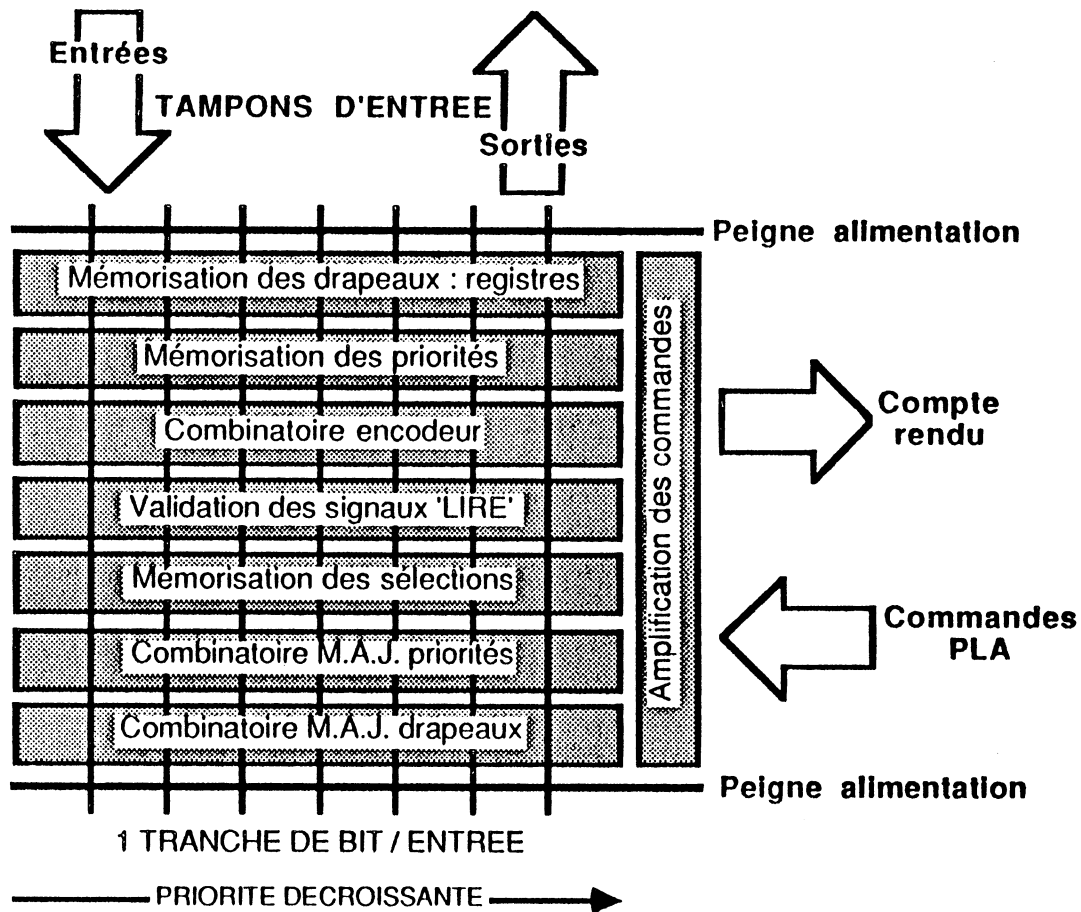 Entrées
TAMPONS D'ENTREE
Sorties
Peigne alimentation
Mémorisation des drapeaux : registres
Mémorisation des priorités
Combinatoire encodeur
Validation des signaux 'LIRE'
Mémorisation des sélections
Combinatoire M.A.J. priorités
Combinatoire M.A.J. drapeaux
Amplification des commandes
Compte
rendu
Commandes
PLA
Peigne alimentation
1 TRANCHE DE BIT / ENTREE
PRIORITE DECROISSANTE